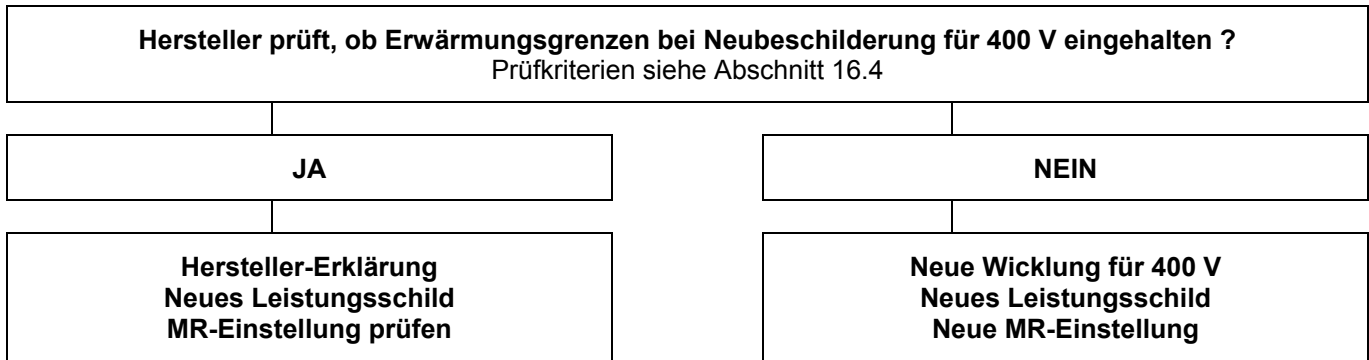 Hersteller prüft, ob Erwärmungsgrenzen bei Neubeschilderung für 400 V eingehalten ?
Prüfkriterien siehe Abschnitt 16.4
JA
NEIN
Hersteller-Erklärung
Neues Leistungsschild
MR-Einstellung prüfen
Neue Wicklung für 400 V
Neues Leistungsschild
Neue MR-Einstellung